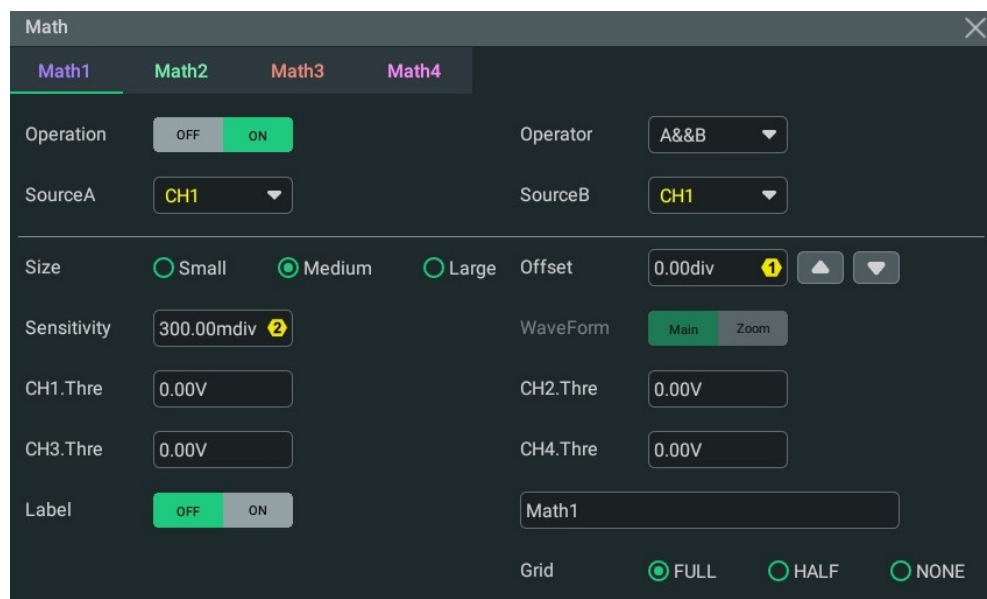 Math
Math1 Math2 Math3 Math4
Operation OFF ON Operator A&&B
SourceA CH1 SourceB CH1
Size Small Medium Large Offset 0.00div 1
Sensitivity 300.00mdiv 2 WaveForm Main Zoom
CH1.Thre 0.00V CH2.Thre 0.00V
CH3.Thre 0.00V CH4.Thre 0.00V
Label OFF ON Math1
Grid FULL HALF NONE